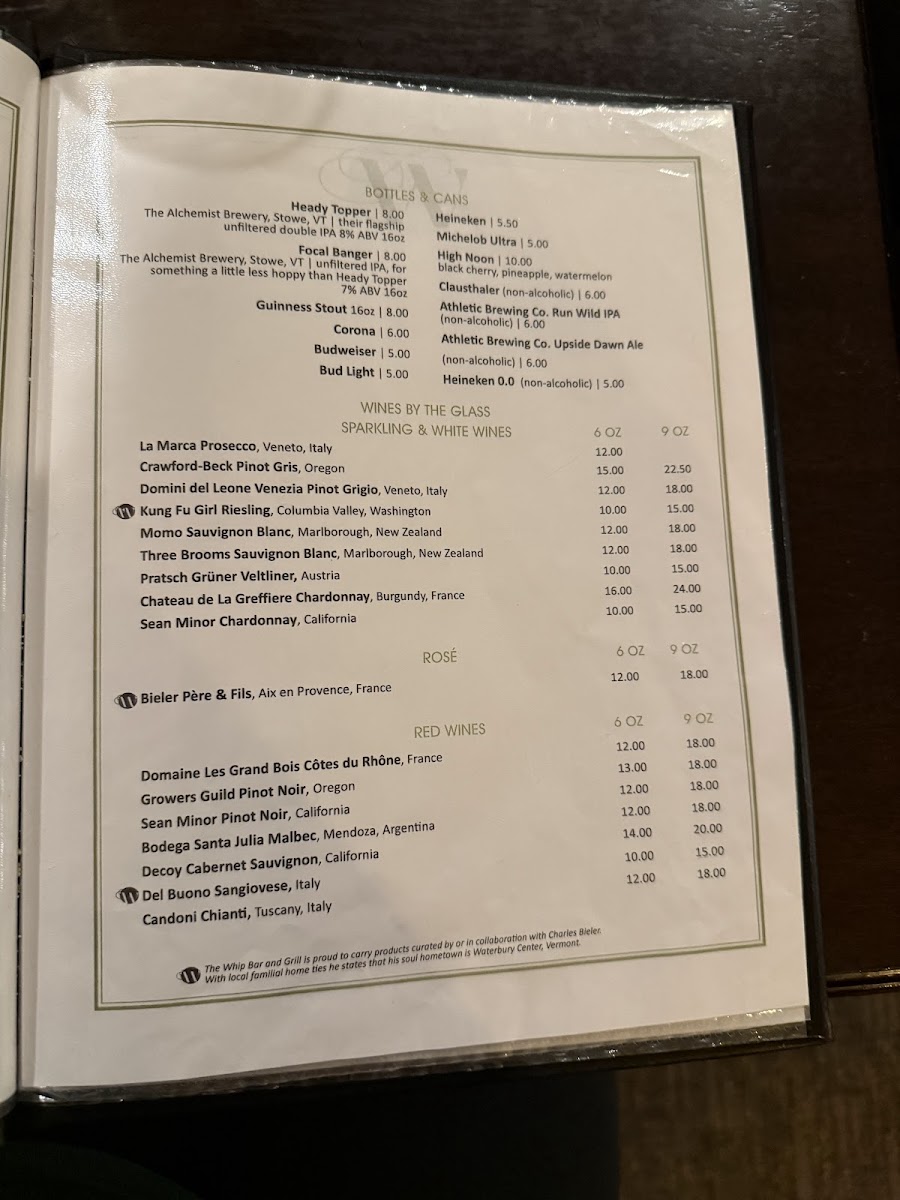 W
BOTTLES & CANS
Heady Topper | 8.00
The Alchemist Brewery, Stowe, VT | their flagship
unfiltered double IPA 8% ABV 16oz
Focal Banger | 8.00
The Alchemist Brewery, Stowe, VT | unfiltered IPA, for
something a little less hoppy than Heady Topper
7% ABV 16oz
Guinness Stout 16oz | 8.00
Corona | 6.00
Budweiser | 5.00
Bud Light | 5.00
Heineken | 5.50
Michelob Ultra | 5.00
High Noon | 10.00
black cherry, pineapple, watermelon
Clausthaler (non-alcoholic) | 6.00
Athletic Brewing Co. Run Wild IPA
(non-alcoholic) | 6.00
Athletic Brewing Co. Upside Dawn Ale
(non-alcoholic) | 6.00
Heineken 0.0 (non-alcoholic) | 5.00
WINES BY THE GLASS
SPARKLING & WHITE WINES 6 OZ 9 OZ
La Marca Prosecco, Veneto, Italy 12.00
Crawford-Beck Pinot Gris, Oregon 15.00 22.50
Domini del Leone Venezia Pinot Grigio, Veneto, Italy 12.00 18.00
W Kung Fu Girl Riesling, Columbia Valley, Washington 10.00 15.00
Momo Sauvignon Blanc, Marlborough, New Zealand 12.00 18.00
Three Brooms Sauvignon Blanc, Marlborough, New Zealand 12.00 18.00
Pratsch Grüner Veltliner, Austria 10.00 15.00
Chateau de La Greffiere Chardonnay, Burgundy, France 16.00 24.00
Sean Minor Chardonnay, California 10.00 15.00
ROSÉ 6 OZ 9 OZ
W Bieler Père & Fils, Aix en Provence, France 12.00 18.00
RED WINES 6 OZ 9 OZ
Domaine Les Grand Bois Côtes du Rhône, France 12.00 18.00
Growers Guild Pinot Noir, Oregon 13.00 18.00
Sean Minor Pinot Noir, California 12.00 18.00
Bodega Santa Julia Malbec, Mendoza, Argentina 12.00 18.00
Decoy Cabernet Sauvignon, California 14.00 20.00
W Del Buono Sangiovese, Italy 10.00 15.00
Candoni Chianti, Tuscany, Italy 12.00 18.00
W The Whip Bar and Grill is proud to carry products curated by or in collaboration with Charles Bieler.
With local familial home ties he states that his soul hometown is Waterbury Center, Vermont.